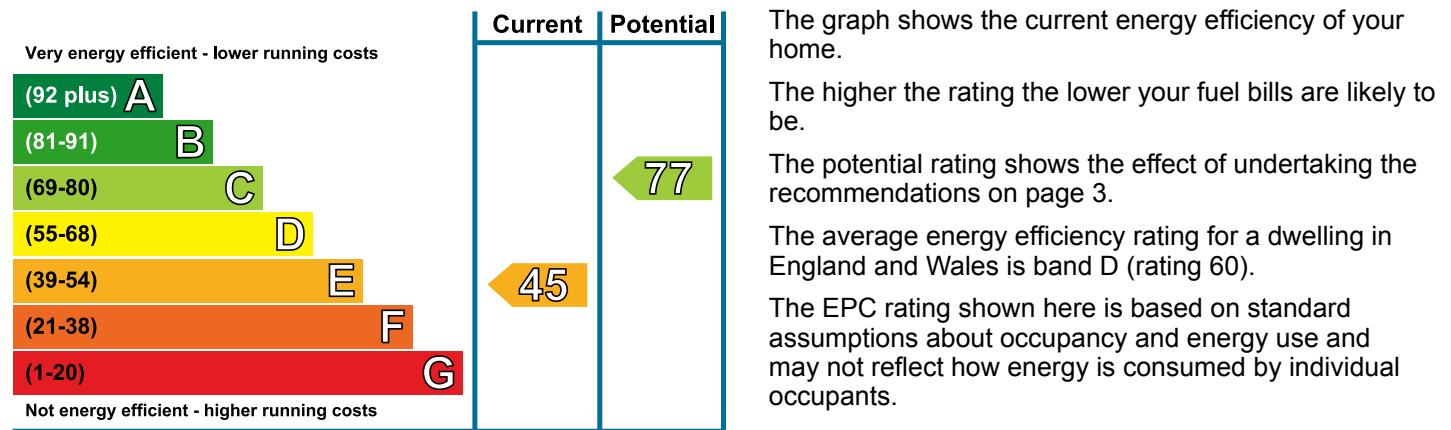 Current Potential
Very energy efficient - lower running costs
(92 plus) A
(81-91) B
(69-80) C
77
(55-68) D
(39-54) E
45
(21-38) F
(1-20) G
Not energy efficient - higher running costs
The graph shows the current energy efficiency of your
home.
The higher the rating the lower your fuel bills are likely to
be.
The potential rating shows the effect of undertaking the
recommendations on page 3.
The average energy efficiency rating for a dwelling in
England and Wales is band D (rating 60).
The EPC rating shown here is based on standard
assumptions about occupancy and energy use and
may not reflect how energy is consumed by individual
occupants.